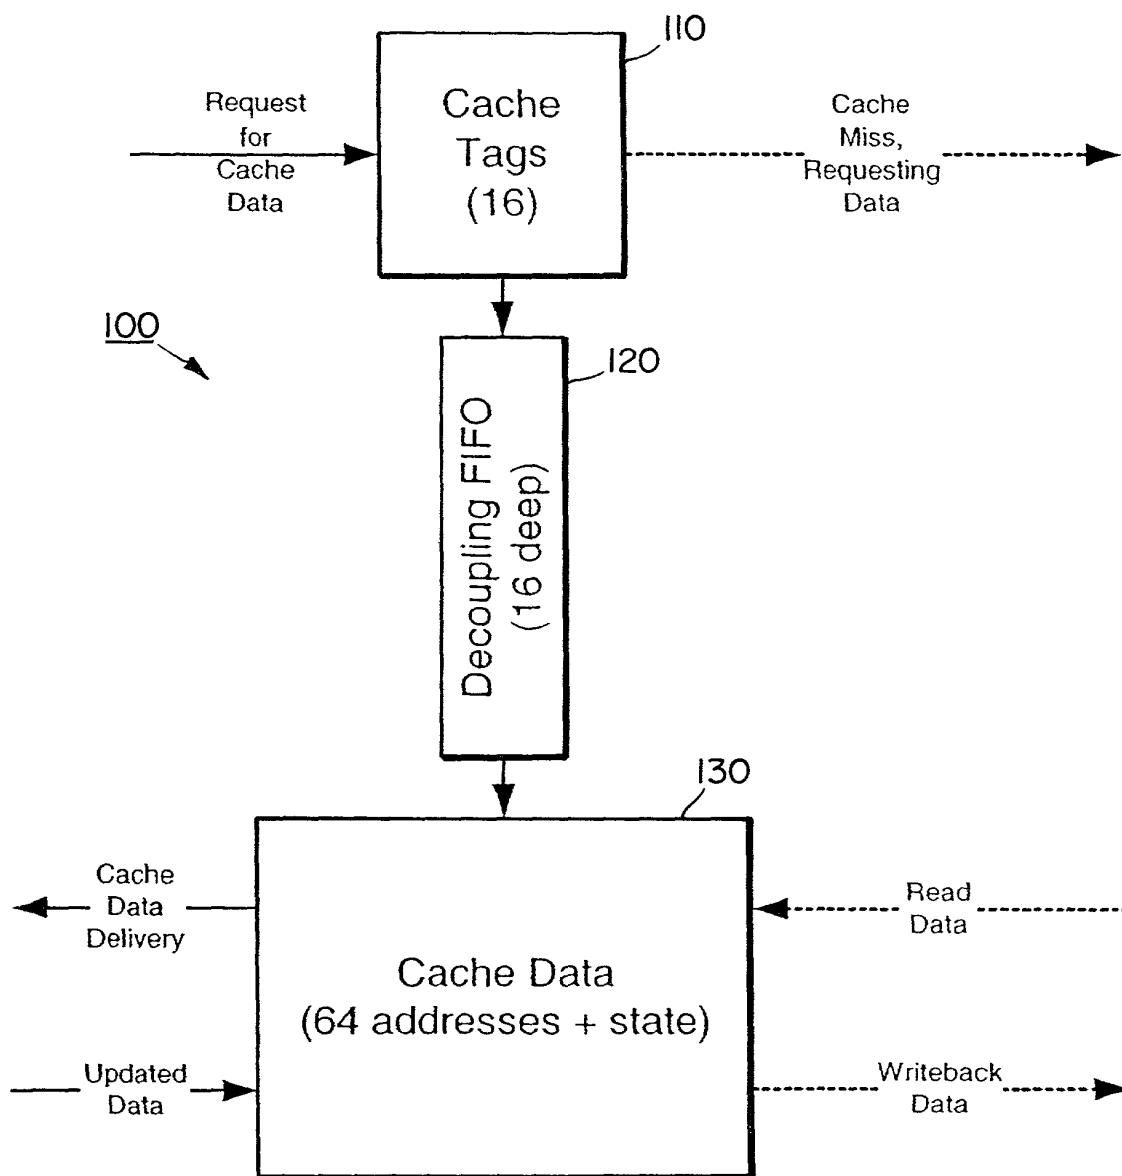 110
Request
for
Cache
Data
Cache
Tags
(16)
Cache
Miss,
Requesting
Data
100
120
Decoupling FIFO
(16 deep)
130
Cache
Data
Delivery
Read
Data
Cache Data
(64 addresses + state)
Updated
Data
Writeback
Data